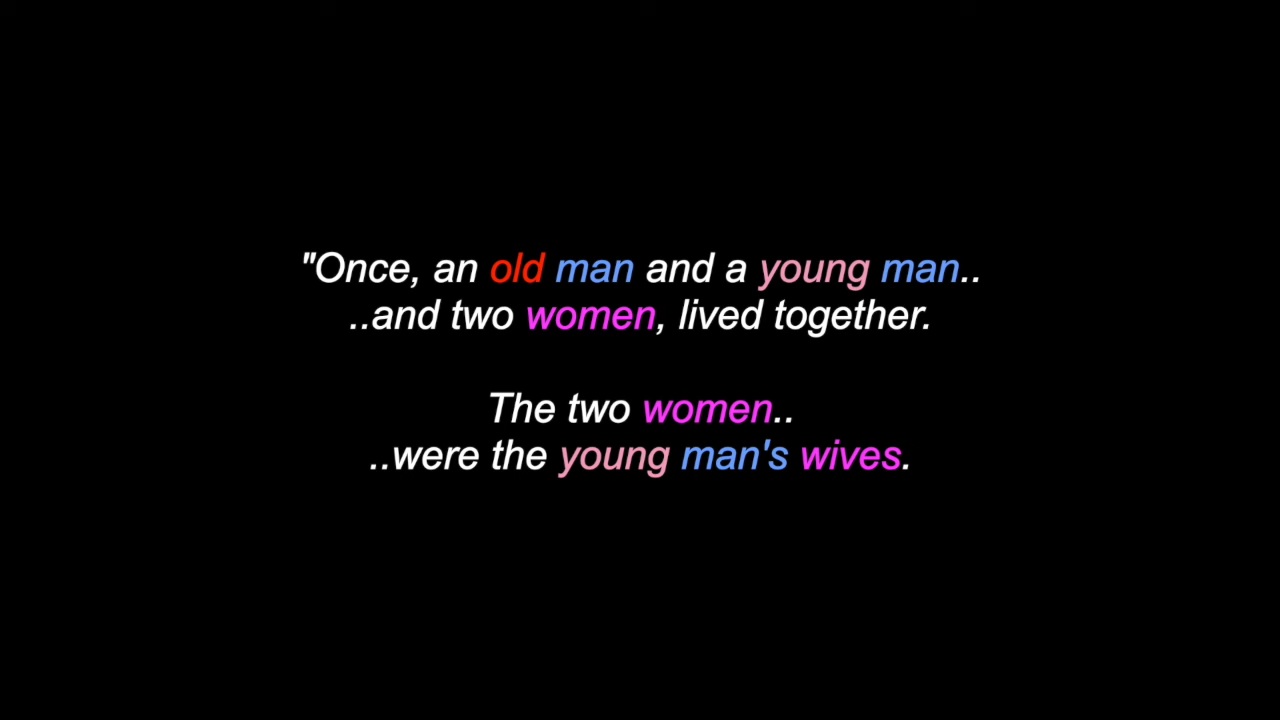 "Once, an old man and a young man..
..and two women, lived together.
The two women..
..were the young man's wives.